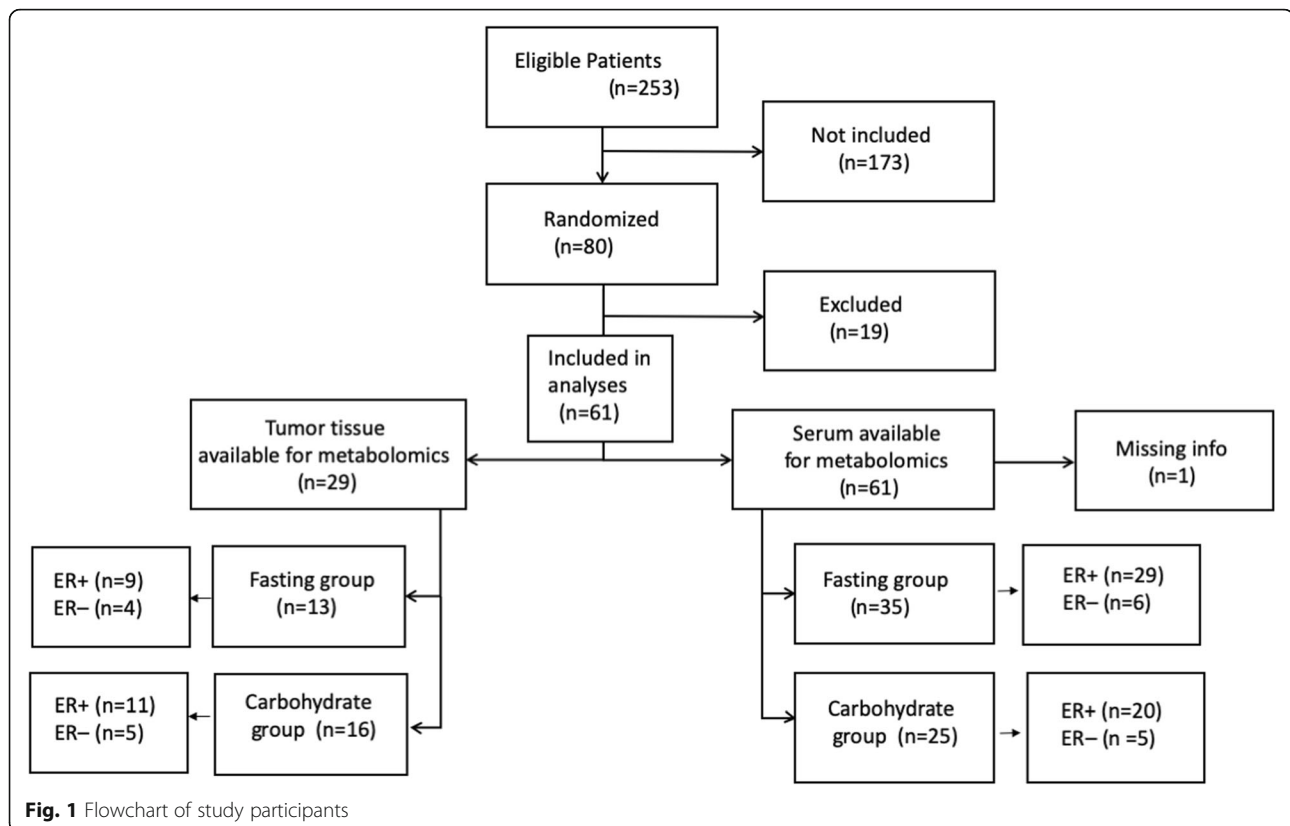 Eligible Patients
(n=253)
Not included
(n=173)
Randomized
(n=80)
Excluded
(n=19)
Included in
analyses
(n=61)
Tumor tissue
available for metabolomics
(n=29)
Serum available
for metabolomics
(n=61)
Missing info
(n=1)
ER+ (n=9)
ER– (n=4)
Fasting group
(n=13)
Fasting group
(n=35)
ER+ (n=29)
ER– (n=6)
ER+ (n=11)
ER– (n=5)
Carbohydrate
group (n=16)
Carbohydrate
group (n=25)
ER+ (n=20)
ER– (n =5)
Fig. 1 Flowchart of study participants